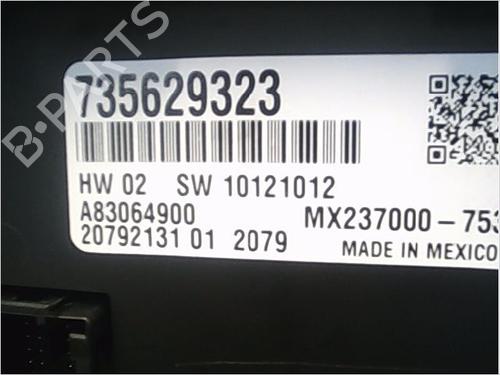 735629323
HW 02 SW 10121012
A83064900 MX237000-753
20792131 01 2079
MADE IN MEXICO
B-PARTS